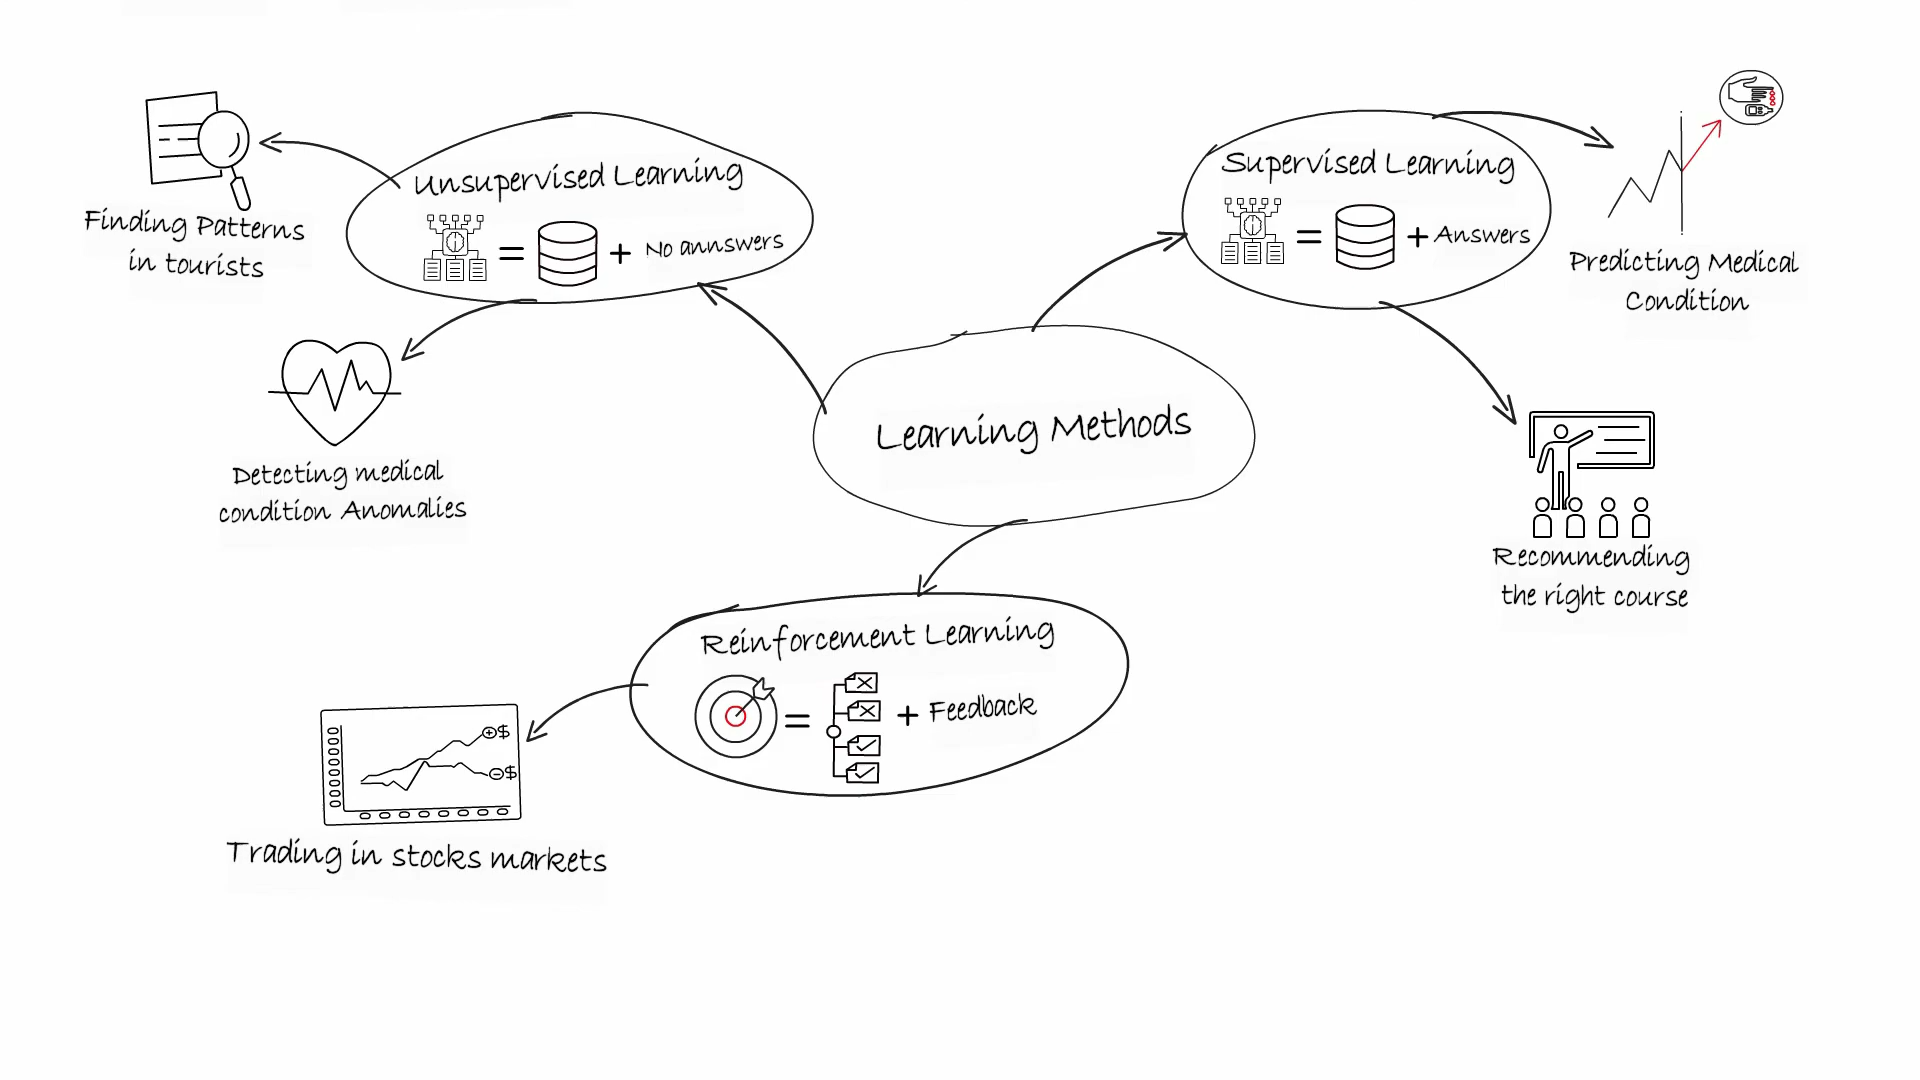 Unsupervised Learning
= + No annswers
Finding Patterns
in tourists
Detecting medical
condition Anomalies
Supervised Learning
= + Answers
Predicting Medical
Condition
Recommending
the right course
Learning Methods
Reinforcement Learning
= + Feedback
+$
-$
Trading in stocks markets